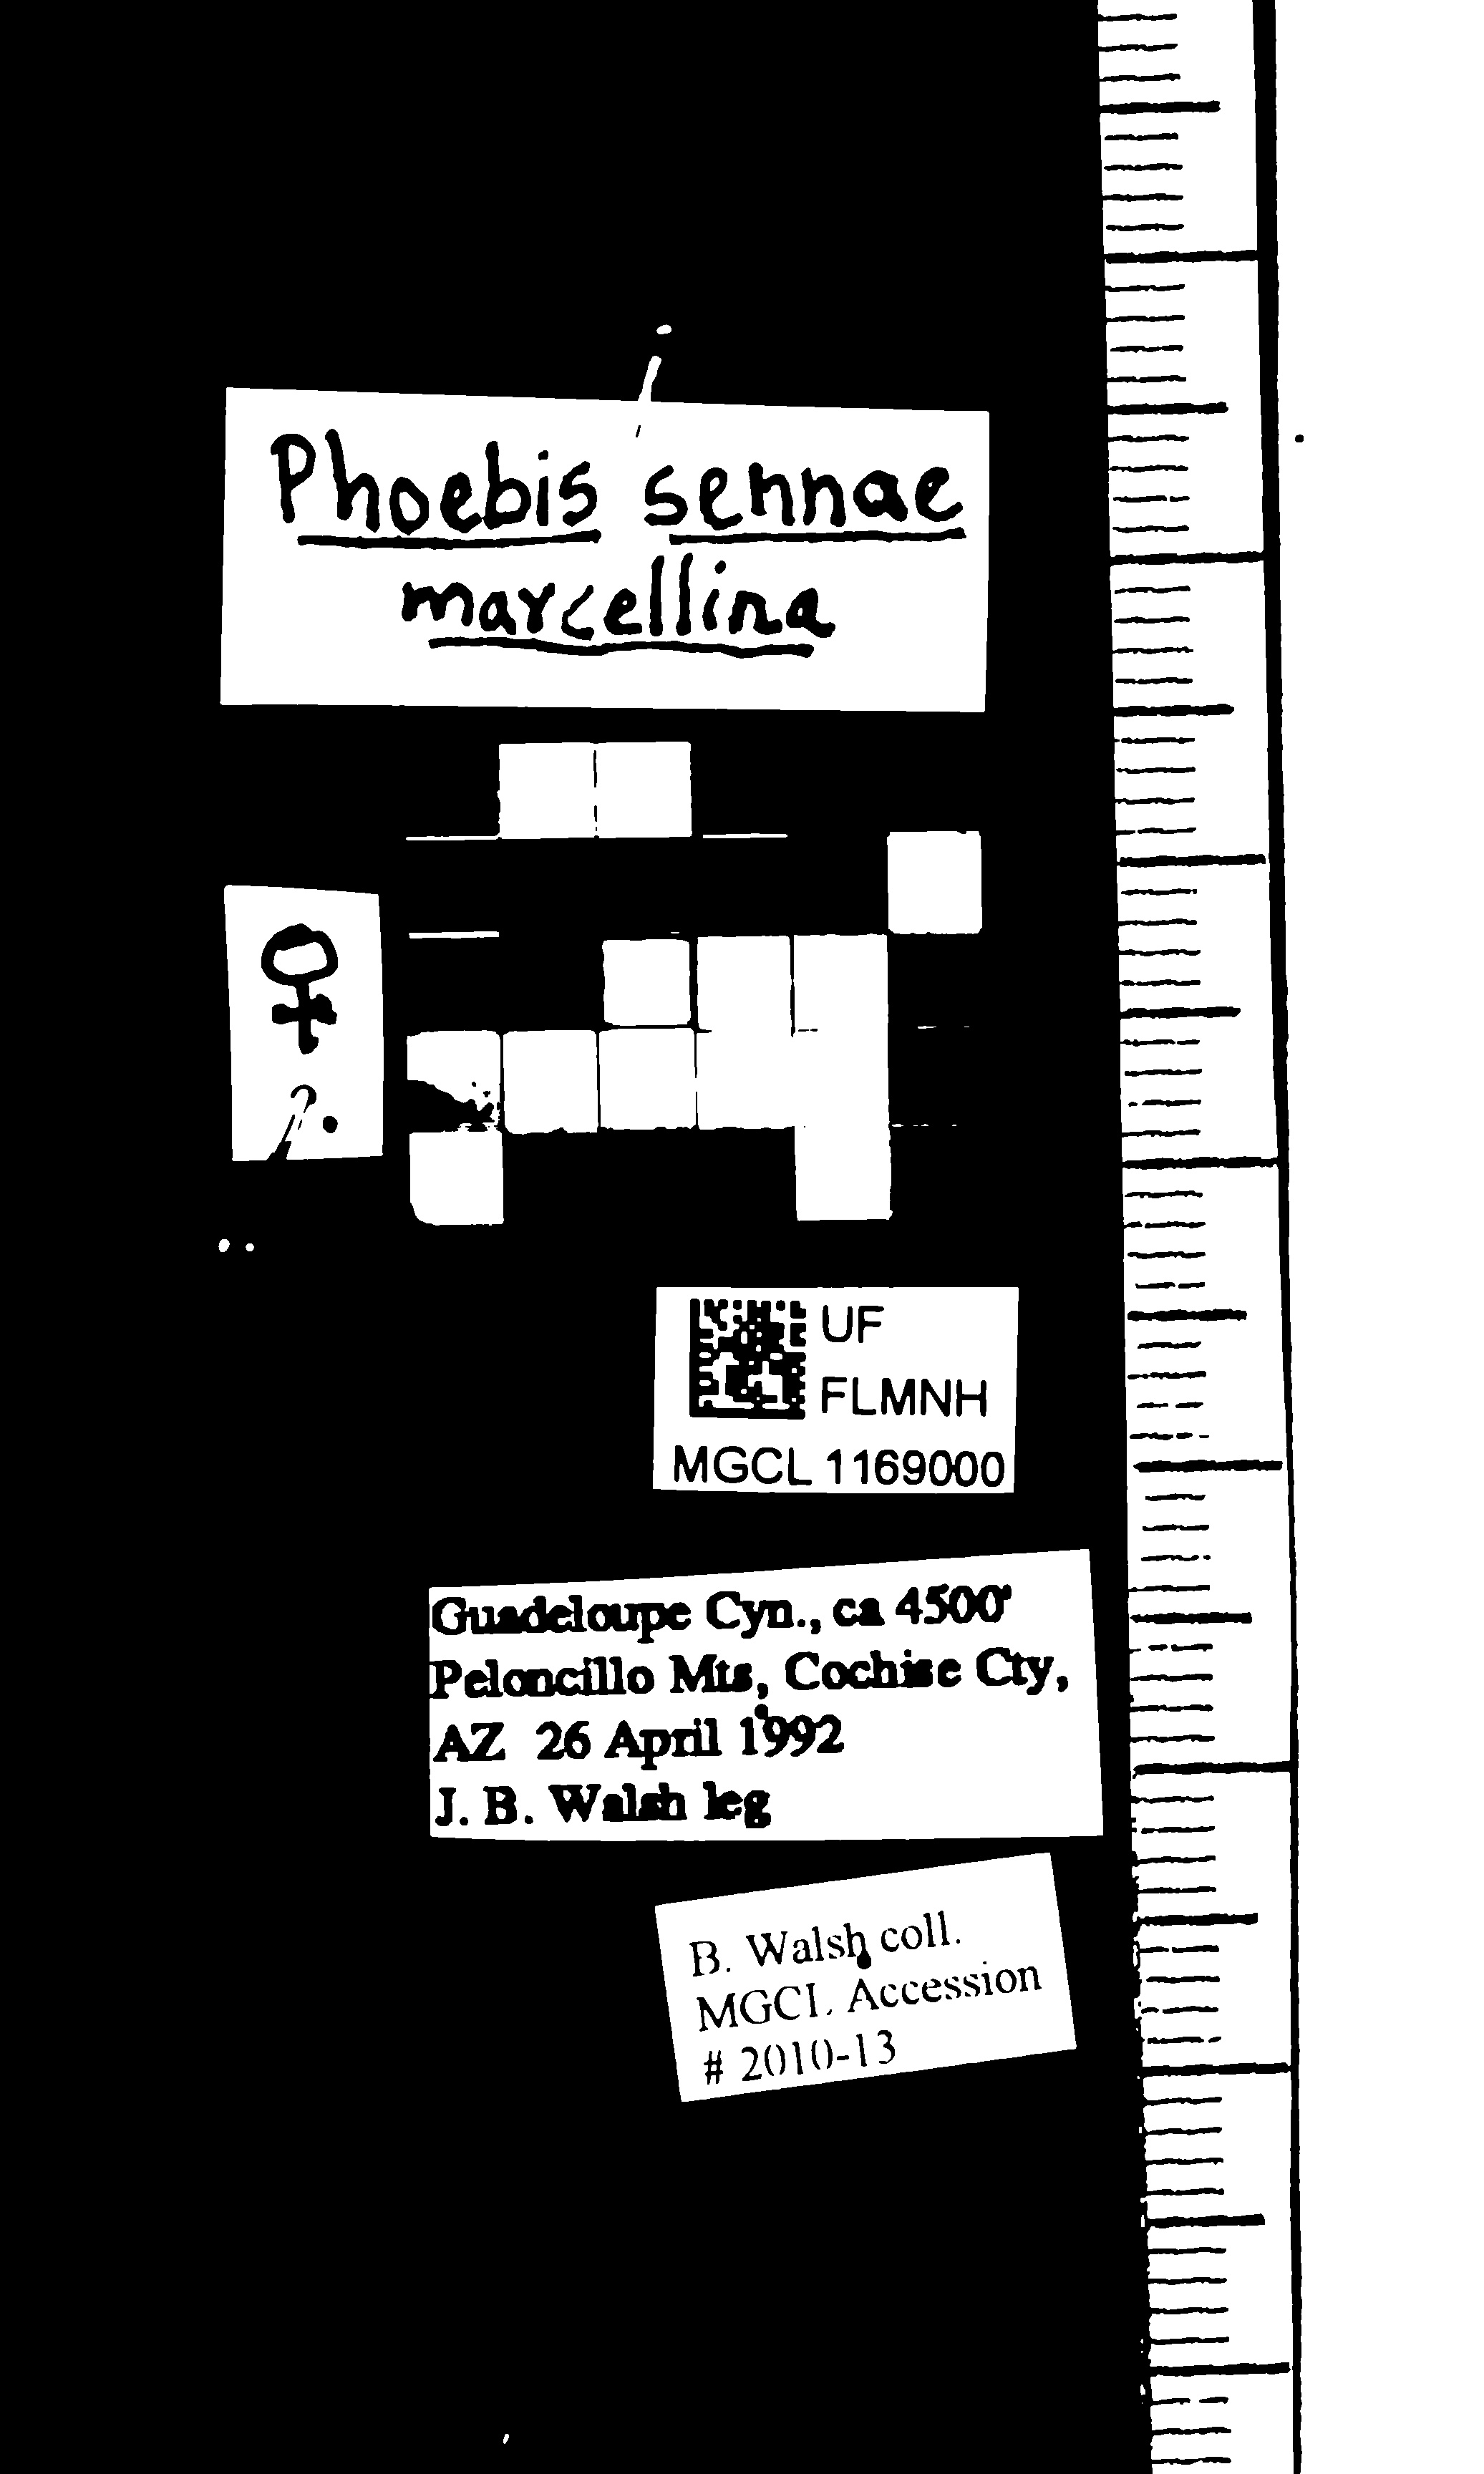 Phoebis sennae
marcellina
♀
?.
UF
FLMNH
MGCL 1169000
Guadeloupe Cyn., ca 4500'
Peloncillo Mts, Cochise Cty,
AZ 26 April 1992
J. B. Walsh leg
B. Walsh coll.
MGCL Accession
# 2010-13